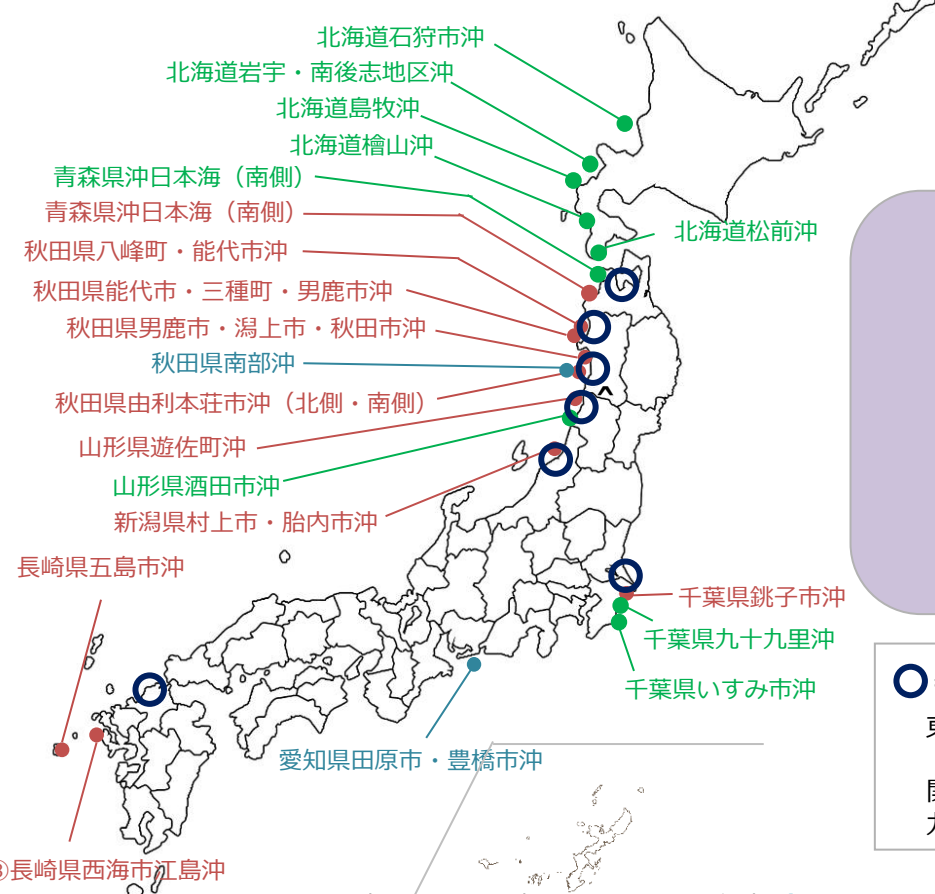 北海道石狩市沖
北海道岩宇・南後志地区沖
北海道島牧沖
北海道檜山沖
青森県沖日本海（南側）
青森県沖日本海（南側）
北海道松前沖
秋田県八峰町・能代市沖
秋田県能代市・三種町・男鹿市沖
秋田県男鹿市・潟上市・秋田市沖
秋田県南部沖
秋田県由利本荘市沖（北側・南側）
山形県遊佐町沖
山形県酒田市沖
新潟県村上市・胎内市沖
長崎県五島市沖
千葉県銚子市沖
千葉県九十九里沖
千葉県いすみ市沖
愛知県田原市・豊橋市沖
長崎県西海市江島沖